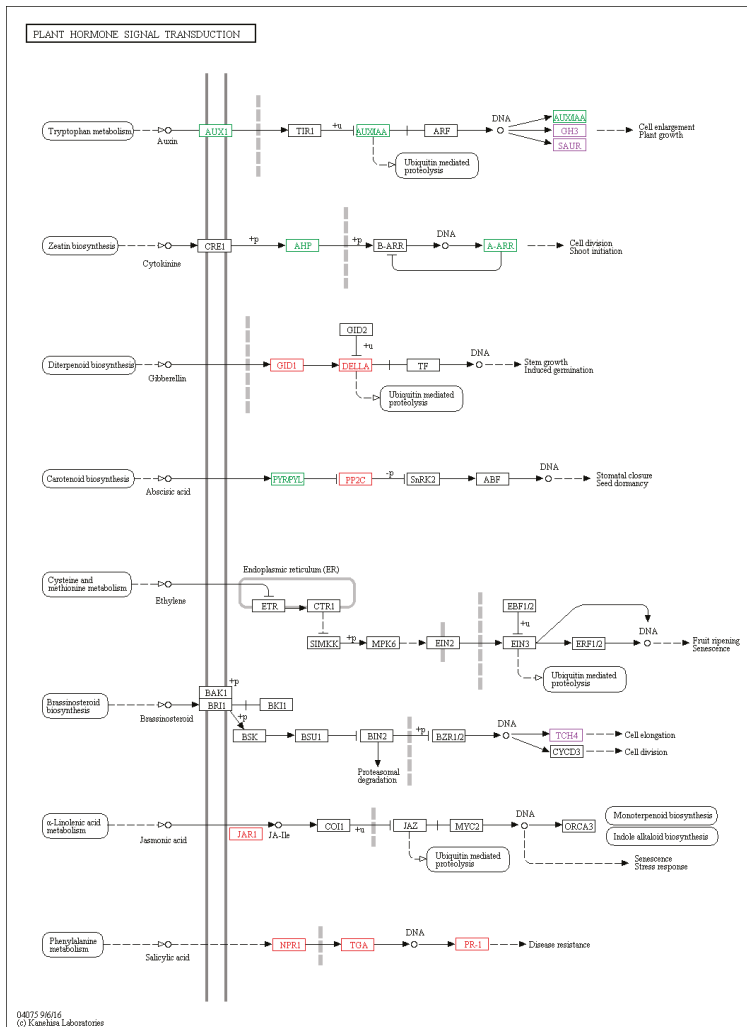 PLANT HORMONE SIGNAL TRANSDUCTION
Tryptophan metabolism
Auxin
AUX1
TIR1
+u
AUX/IAA
ARF
DNA
AUX/IAA
GH3
SAUR
Cell enlargement
Plant growth
Ubiquitin mediated
proteolysis
Zeatin biosynthesis
Cytokinine
CRE1
+p
AHP
+p
B-ARR
DNA
A-ARR
Cell division
Shoot initiation
Diterpenoid biosynthesis
Gibberellin
GID1
GID2
+u
DELLA
TF
DNA
Stem growth
Induced germination
Ubiquitin mediated
proteolysis
Carotenoid biosynthesis
Abscisic acid
PYR/PYL
PP2C
-p
SnRK2
ABF
DNA
Stomatal closure
Seed dormancy
Endoplasmic reticulum (ER)
Cysteine and
methionine metabolism
Ethylene
ETR
CTR1
SIMKK
+p
MPK6
EIN2
EBF1/2
+u
EIN3
ERF1/2
DNA
Fruit ripening
Senescence
Ubiquitin mediated
proteolysis
Brassinosteroid
biosynthesis
Brassinosteroid
+p
BAK1
BRI1
BKI1
+p
BSK
BSU1
BIN2
+p
BZR1/2
DNA
TCH4
Cell elongation
CYCD3
Cell division
Proteasomal
degradation
α-Linolenic acid
metabolism
Jasmonic acid
JAR1
JA-Ile
COI1
+u
JAZ
MYC2
DNA
ORCA3
Monoterpenoid biosynthesis
Indole alkaloid biosynthesis
Ubiquitin mediated
proteolysis
Senescence
Stress response
Phenylalanine
metabolism
Salicylic acid
NPR1
TGA
DNA
PR-1
Disease resistance
04075 9/6/16
(c) Kanehisa Laboratories